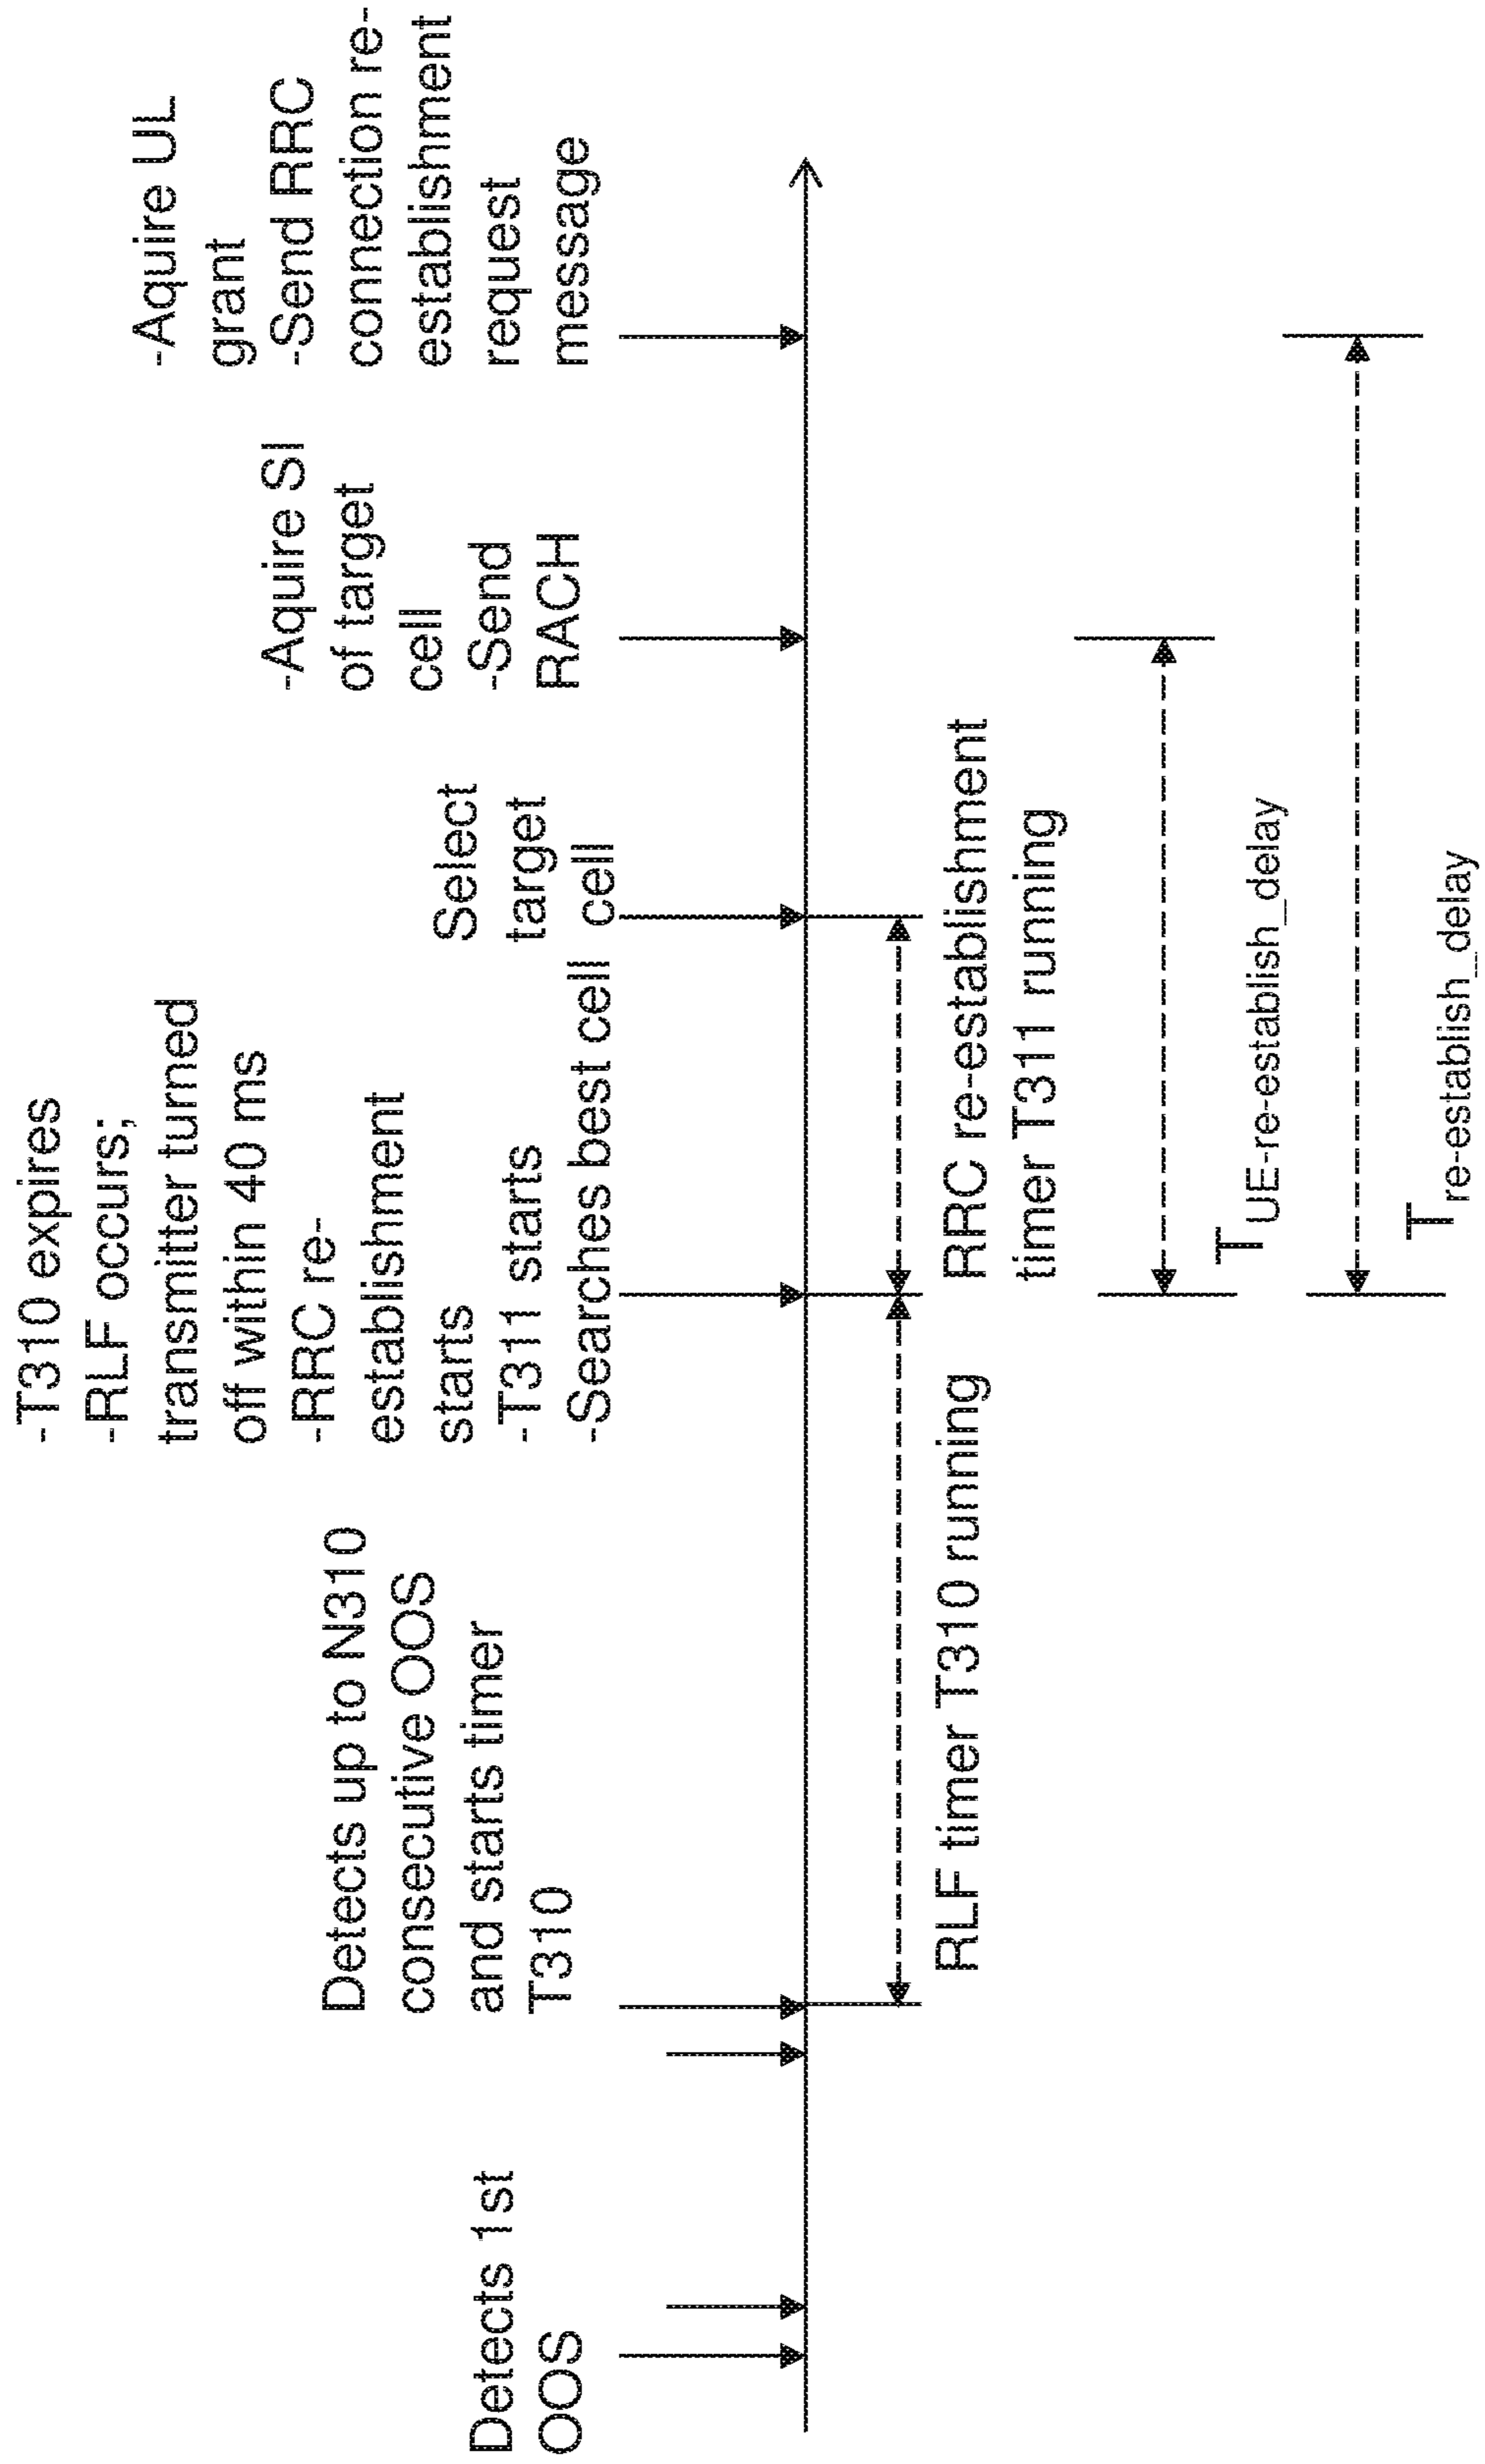 Detects 1st
OOS
Detects up to N310
consecutive OOS
and starts timer
T310
-T310 expires
-RLF occurs;
transmitter turned
off within 40 ms
-RRC re-
establishment
starts
-T311 starts
-Searches best cell
Select
target
cell
-Aquire SI
of target
cell
-Send
RACH
-Aquire UL
grant
-Send RRC
connection re-
establishment
request
message
RLF timer T310 running
RRC re-establishment
timer T311 running
T UE-re-establish_delay
T re-establish_delay